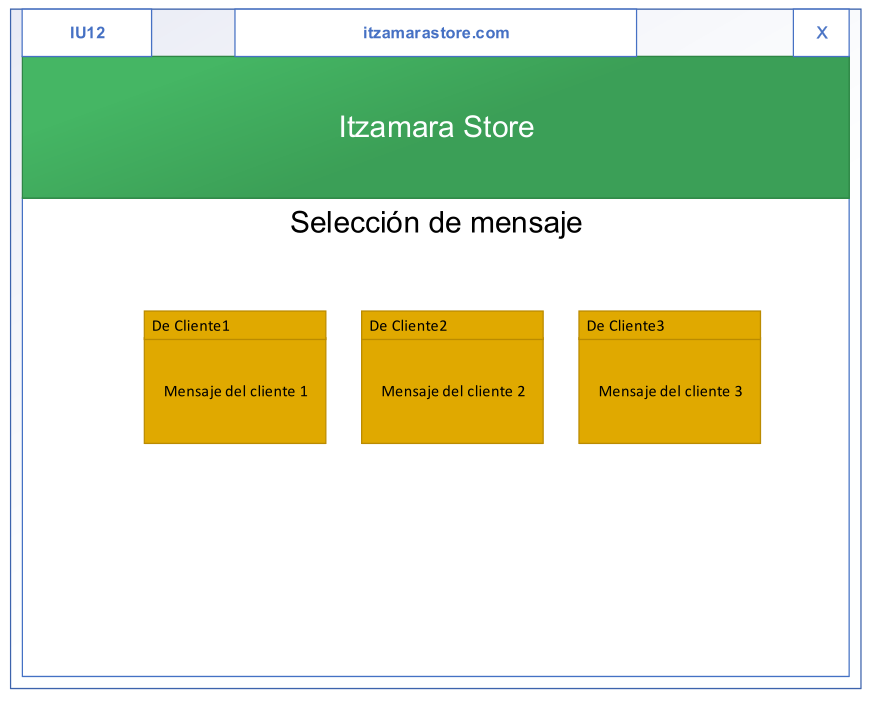 IU12
itzamarastore.com
X
Itzamara Store
Selección de mensaje
De Cliente1
De Cliente2
De Cliente3
Mensaje del cliente 1
Mensaje del cliente 2
Mensaje del cliente 3